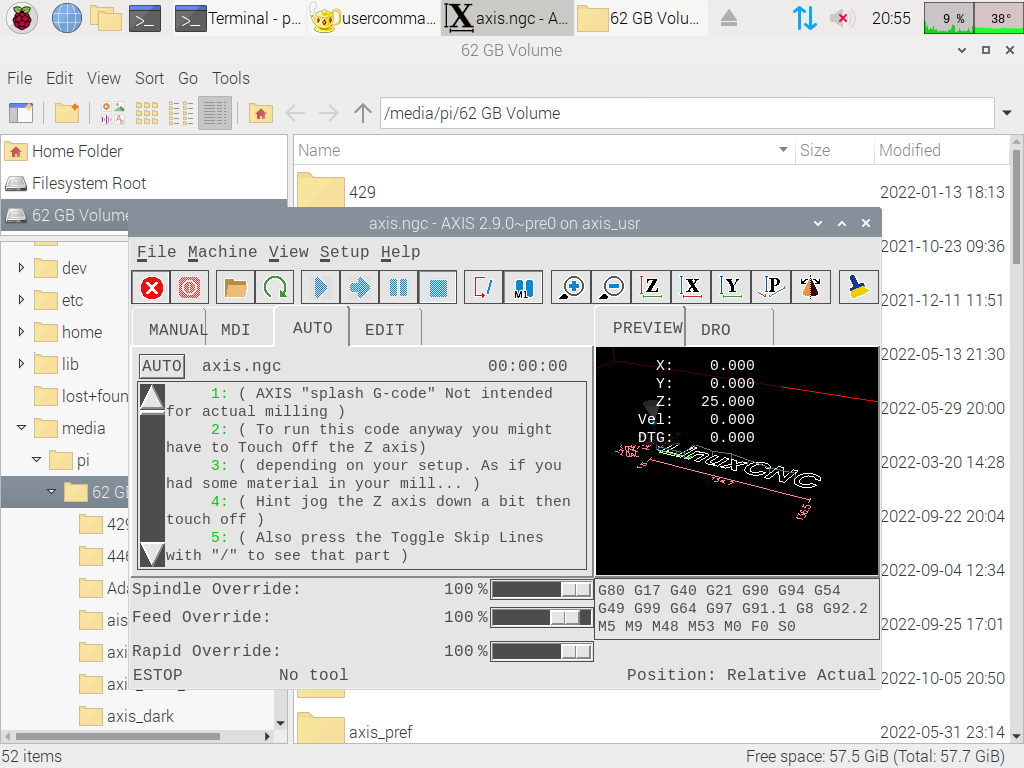 Terminal - p...
usercomma...
axis.ngc - A...
62 GB Volu...
20:55
9 %
38°
62 GB Volume
File Edit View Sort Go Tools
/media/pi/62 GB Volume
Home Folder
Filesystem Root
62 GB Volume
Name Size Modified
429 2022-01-13 18:13
2021-10-23 09:36
2021-12-11 11:51
2022-05-13 21:30
2022-05-29 20:00
2022-03-20 14:28
2022-09-22 20:04
2022-09-04 12:34
2022-09-25 17:01
2022-10-05 20:50
axis_pref 2022-05-31 23:14
dev
etc
home
lib
lost+foun
media
pi
62 GB
429
446
Ada
ais
axi
axi
axis_dark
axis.ngc - AXIS 2.9.0~pre0 on axis_usr
File Machine View Setup Help
M1
Z X Y P
MANUAL MDI AUTO EDIT
PREVIEW DRO
AUTO axis.ngc 00:00:00
1: ( AXIS "splash G-code" Not intended
for actual milling )
2: ( To run this code anyway you might
have to Touch Off the Z axis)
3: ( depending on your setup. As if you
had some material in your mill... )
4: ( Hint jog the Z axis down a bit then
touch off )
5: ( Also press the Toggle Skip Lines
with "/" to see that part )
X: 0.000
Y: 0.000
Z: 25.000
Vel: 0.000
DTG: 0.000
LinuxCNC
Spindle Override: 100 %
Feed Override: 100 %
Rapid Override: 100 %
G80 G17 G40 G21 G90 G94 G54
G49 G99 G64 G97 G91.1 G8 G92.2
M5 M9 M48 M53 M0 F0 S0
ESTOP No tool Position: Relative Actual
52 items Free space: 57.5 GiB (Total: 57.7 GiB)